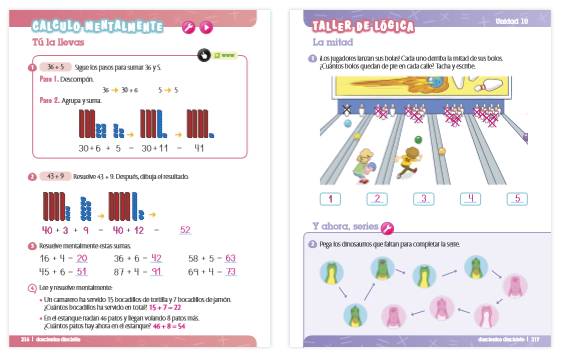 CÁLCULO MENTALMENTE
Tú la llevas
1 36 + 5 Sigue los pasos para sumar 36 y 5.
Paso 1. Descompón.
36 → 30 + 6 5 → 5
Paso 2. Agrupa y suma.
30 + 6 + 5 = 30 + 11 = 41
2 43 + 9 Resuelve 43 + 9. Después, dibuja el resultado.
40 + 3 + 9 = 40 + 12 = 52
3 Resuelve mentalmente estas sumas.
16 + 4 = 20 36 + 6 = 42 58 + 5 = 63
45 + 6 = 51 87 + 4 = 91 69 + 4 = 73
4 Lee y resuelve mentalmente:
• Un camarero ha servido 15 bocadillos de tortilla y 7 bocadillos de jamón.
¿Cuántos bocadillos ha servido en total? 15 + 7 = 22
• En el estanque nadan 46 patos y llegan volando 8 patos más.
¿Cuántos patos hay ahora en el estanque? 46 + 8 = 54
216 | doscientos dieciséis
TALLER DE LÓGICA
Unidad 10
La mitad
1 ¡Los jugadores lanzan sus bolas! Cada uno derriba la mitad de sus bolos.
¿Cuántos bolos quedan de pie en cada calle? Tacha y escribe.
1 2 3 4 5
Y ahora, series
2 Pega los dinosaurios que faltan para completar la serie.
doscientos diecisiete | 217